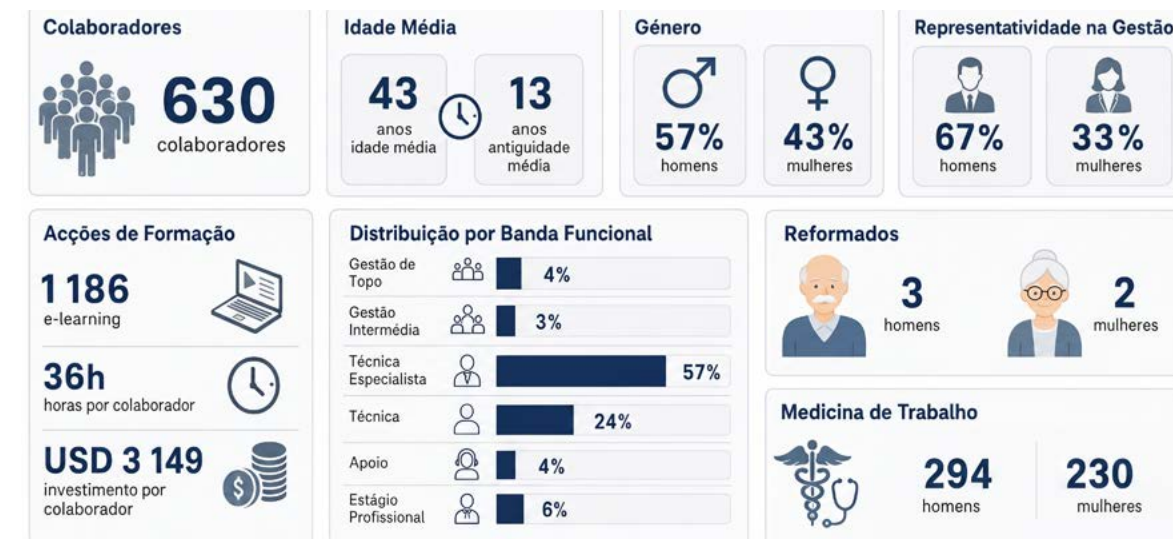 Colaboradores
630
colaboradores
Idade Média
43
anos
idade média
13
anos
antiguidade
média
Género
57%
homens
43%
mulheres
Representatividade na Gestão
67%
homens
33%
mulheres
Acções de Formação
1 186
e-learning
36h
horas por colaborador
USD 3 149
investimento por
colaborador
Distribuição por Banda Funcional
Gestão de
Topo
4%
Gestão
Intermédia
3%
Técnica
Especialista
57%
Técnica
24%
Apoio
4%
Estágio
Profissional
6%
Reformados
3
homens
2
mulheres
Medicina de Trabalho
294
homens
230
mulheres